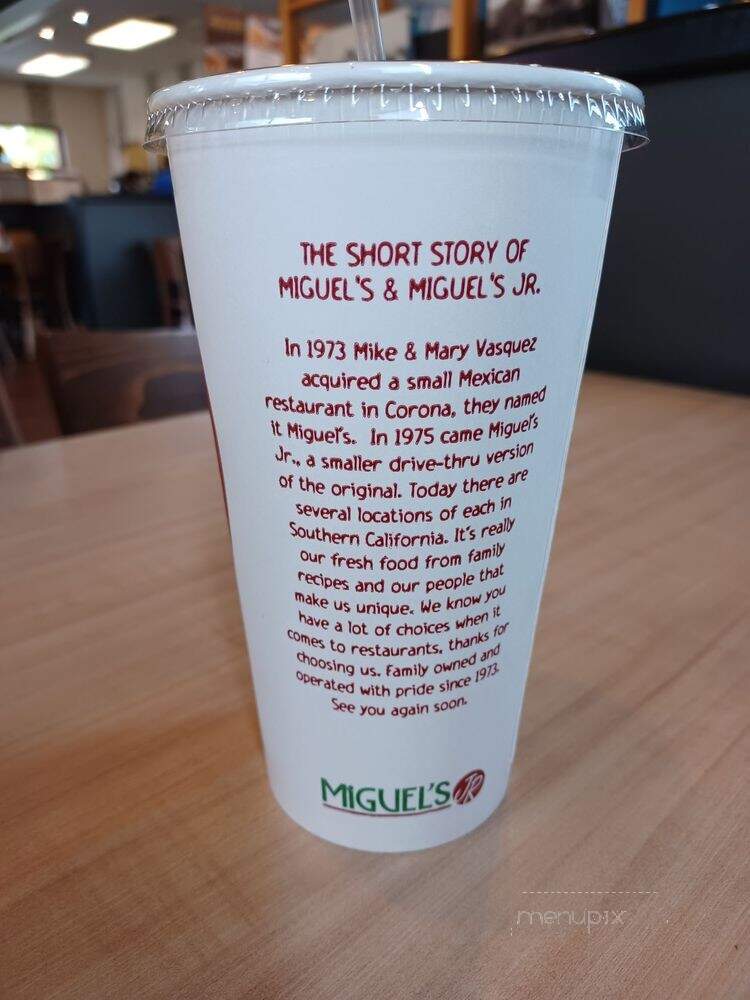 THE SHORT STORY OF
MIGUEL'S & MIGUEL'S JR.
In 1973 Mike & Mary Vasquez
acquired a small Mexican
restaurant in Corona, they named
it Miguel's. In 1975 came Miguel's
Jr., a smaller drive-thru version
of the original. Today there are
several locations of each in
Southern California. It's really
our fresh food from family
recipes and our people that
make us unique. We know you
have a lot of choices when it
comes to restaurants, thanks for
choosing us. Family owned and
operated with pride since 1973.
See you again soon.
MIGUEL'S JR
menupix